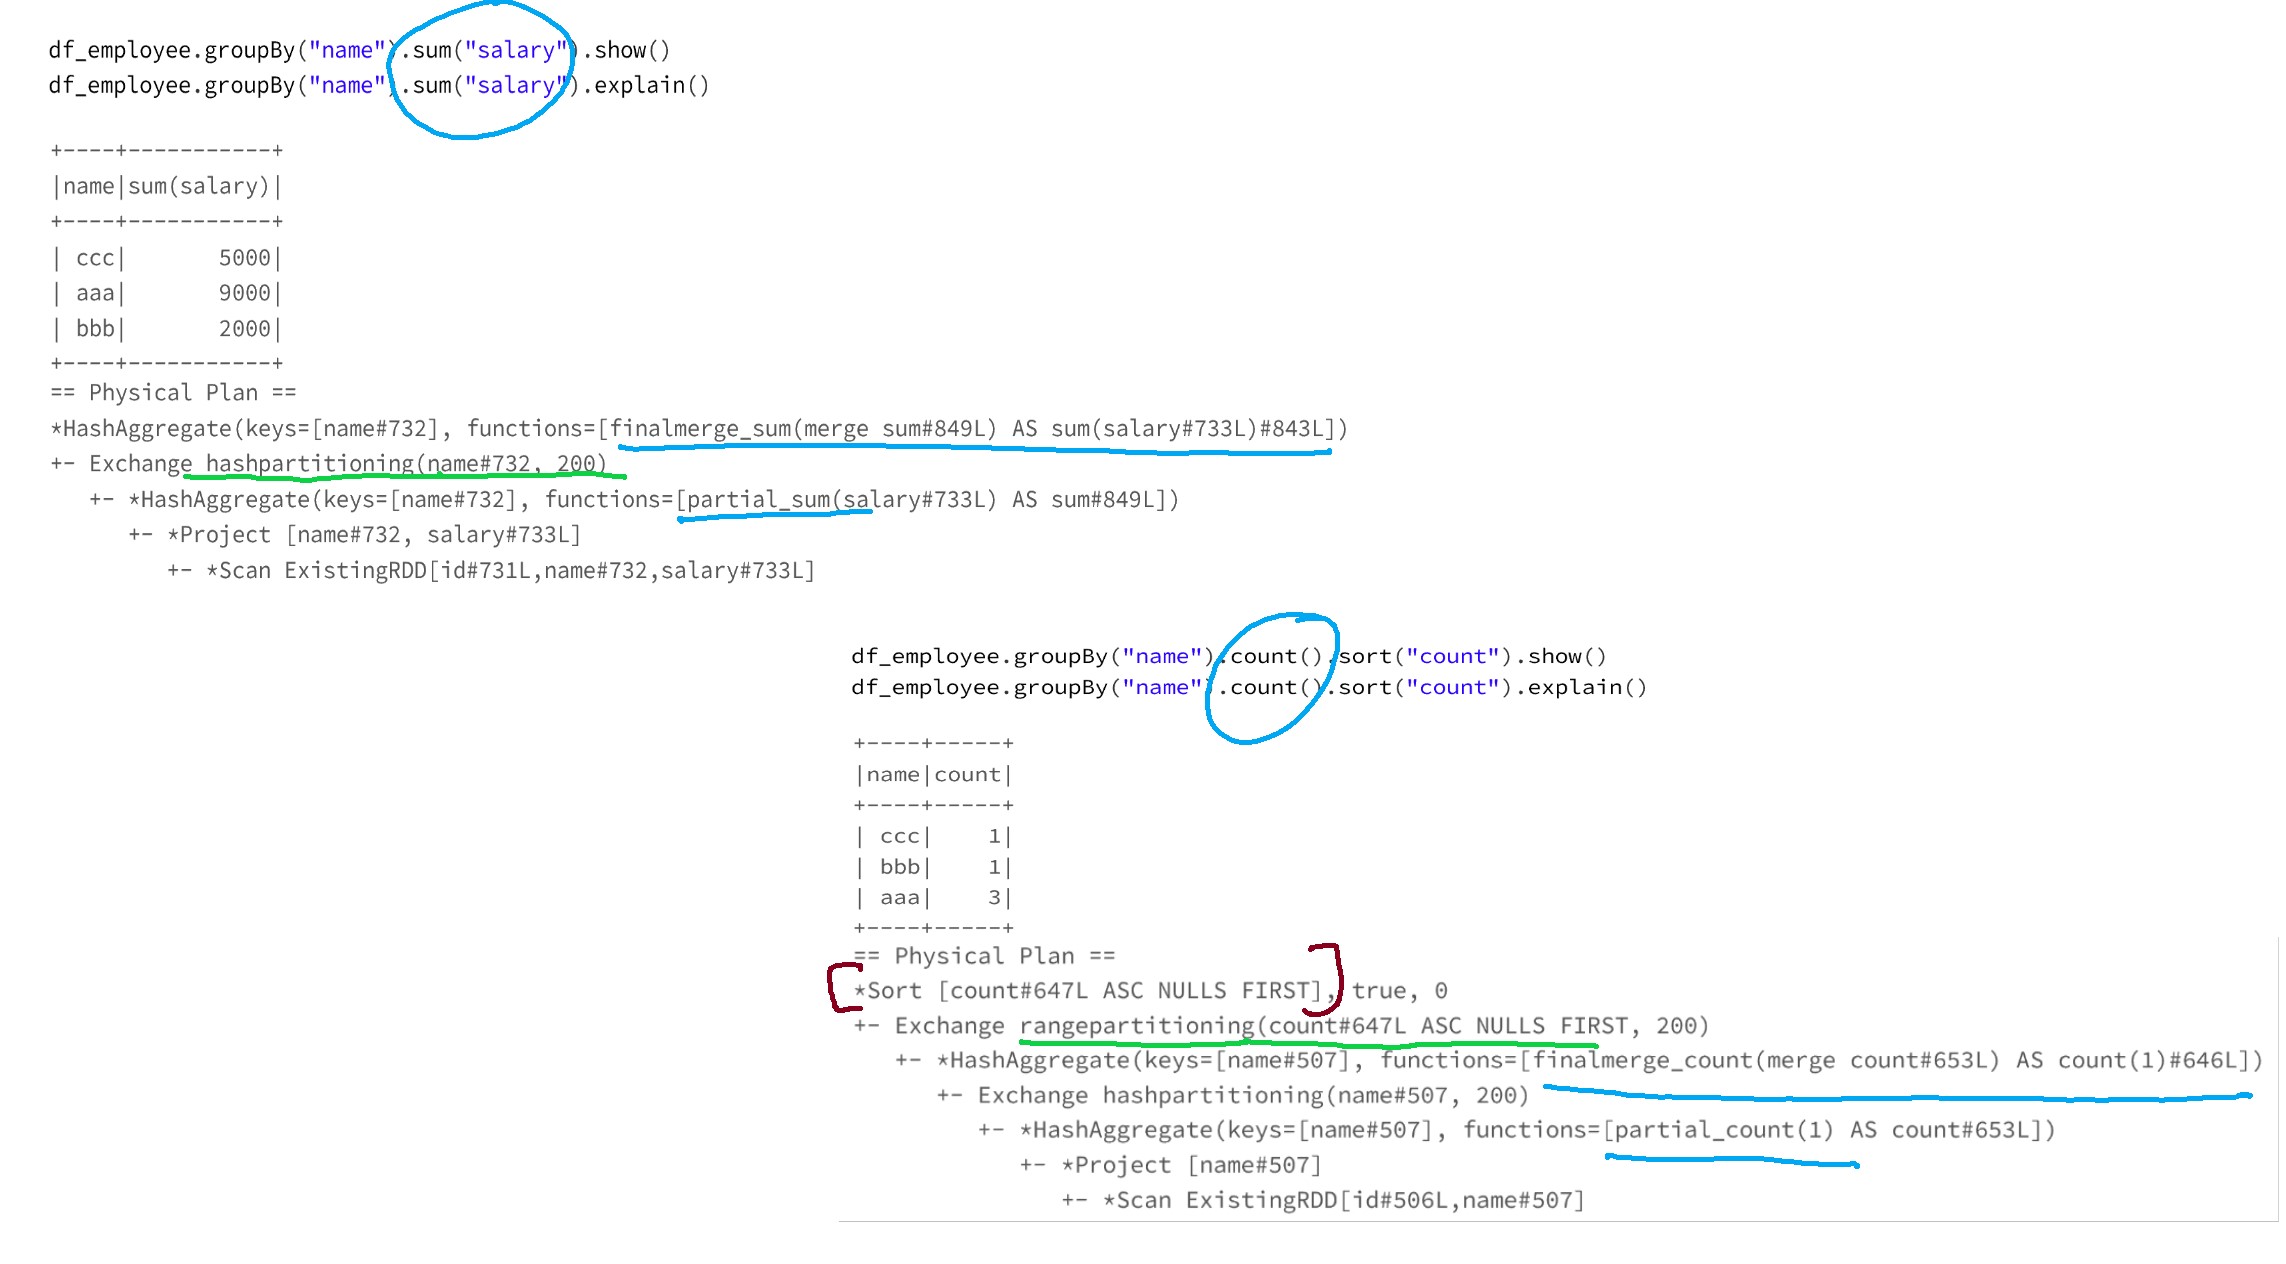 df_employee.groupBy("name").sum("salary").show()
df_employee.groupBy("name").sum("salary").explain()
+----+-----------+
|name|sum(salary)|
+----+-----------+
| ccc|       5000|
| aaa|       9000|
| bbb|       2000|
+----+-----------+
== Physical Plan ==
*HashAggregate(keys=[name#732], functions=[finalmerge_sum(merge sum#849L) AS sum(salary#733L)#843L])
+- Exchange hashpartitioning(name#732, 200)
   +- *HashAggregate(keys=[name#732], functions=[partial_sum(salary#733L) AS sum#849L])
      +- *Project [name#732, salary#733L]
         +- *Scan ExistingRDD[id#731L,name#732,salary#733L]
df_employee.groupBy("name").count().sort("count").show()
df_employee.groupBy("name").count().sort("count").explain()
+----+-----+
|name|count|
+----+-----+
| ccc|    1|
| bbb|    1|
| aaa|    3|
+----+-----+
== Physical Plan ==
*Sort [count#647L ASC NULLS FIRST], true, 0
+- Exchange rangepartitioning(count#647L ASC NULLS FIRST, 200)
   +- *HashAggregate(keys=[name#507], functions=[finalmerge_count(merge count#653L) AS count(1)#646L])
      +- Exchange hashpartitioning(name#507, 200)
         +- *HashAggregate(keys=[name#507], functions=[partial_count(1) AS count#653L])
            +- *Project [name#507]
               +- *Scan ExistingRDD[id#506L,name#507]